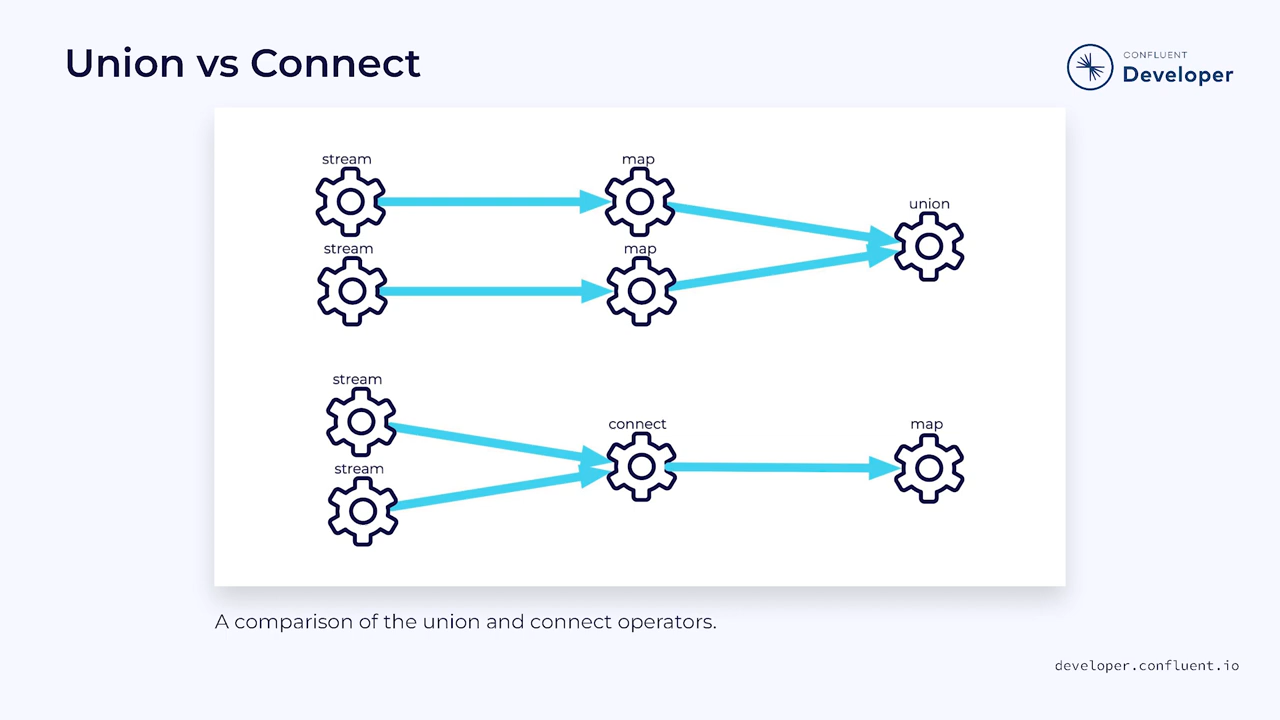 Union vs Connect
CONFLUENT
Developer
stream
map
union
stream
map
stream
connect
map
stream
A comparison of the union and connect operators.
developer.confluent.io